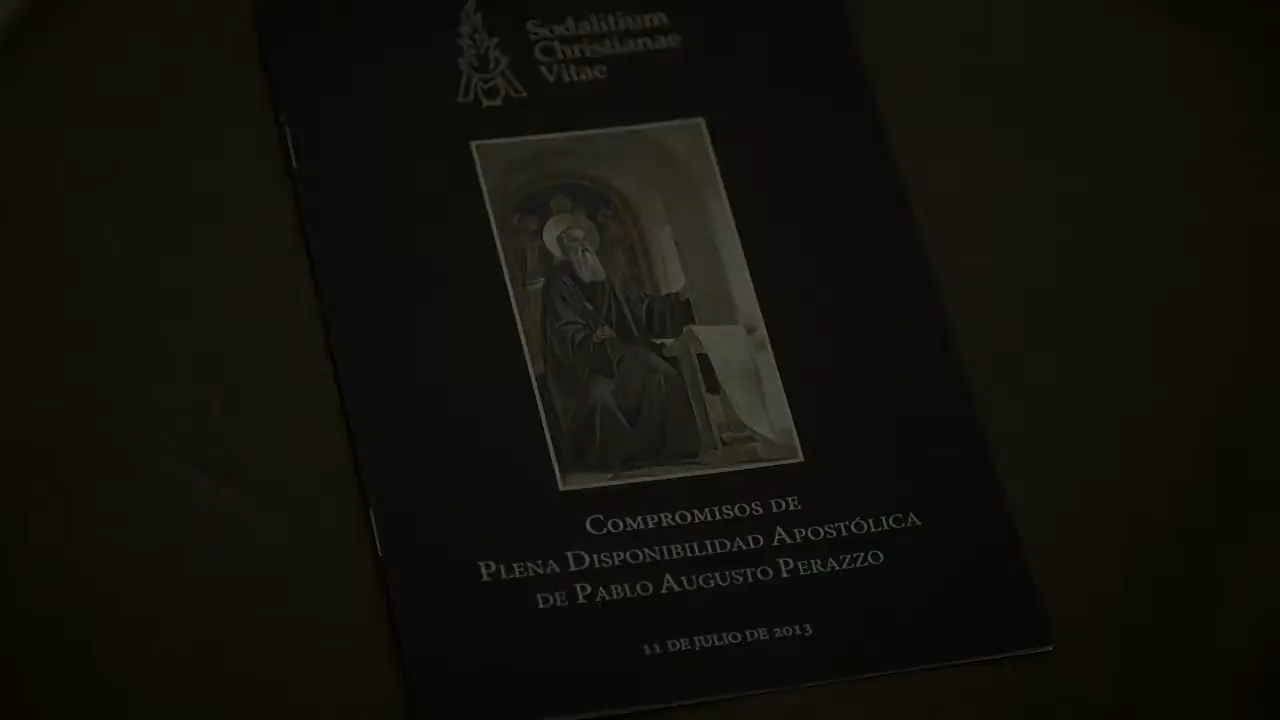 Sodalitium
Christianae
Vitae
COMPROMISOS DE
PLENA DISPONIBILIDAD APOSTÓLICA
DE PABLO AUGUSTO PERAZZO
11 DE JULIO DE 2013